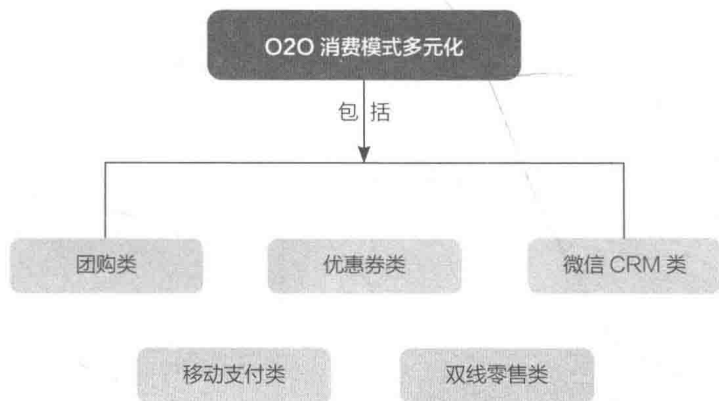 O2O 消费模式多元化
包括
团购类
优惠券类
微信 CRM 类
移动支付类
双线零售类